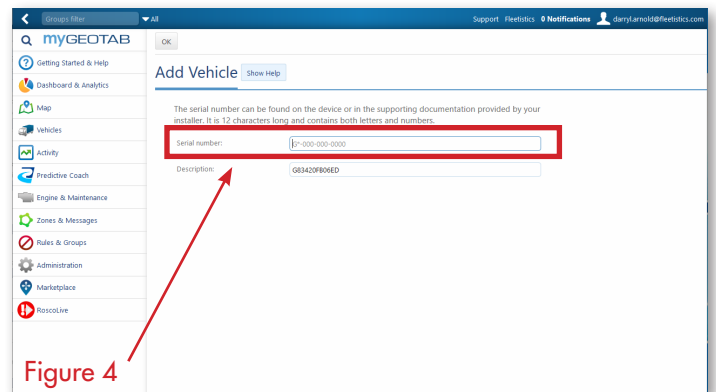 Groups filter
All
Support Fleetistics 0 Notifications darryl.arnold@fleetistics.com
MYGEOTAB
OK
Getting Started & Help
Dashboard & Analytics
Map
Vehicles
Activity
Predictive Coach
Engine & Maintenance
Zones & Messages
Rules & Groups
Administration
Marketplace
RoscoLive
Add Vehicle Show Help
The serial number can be found on the device or in the supporting documentation provided by your
installer. It is 12 characters long and contains both letters and numbers.
Serial number: G*-000-000-0000
Description: G83420F806ED
Figure 4